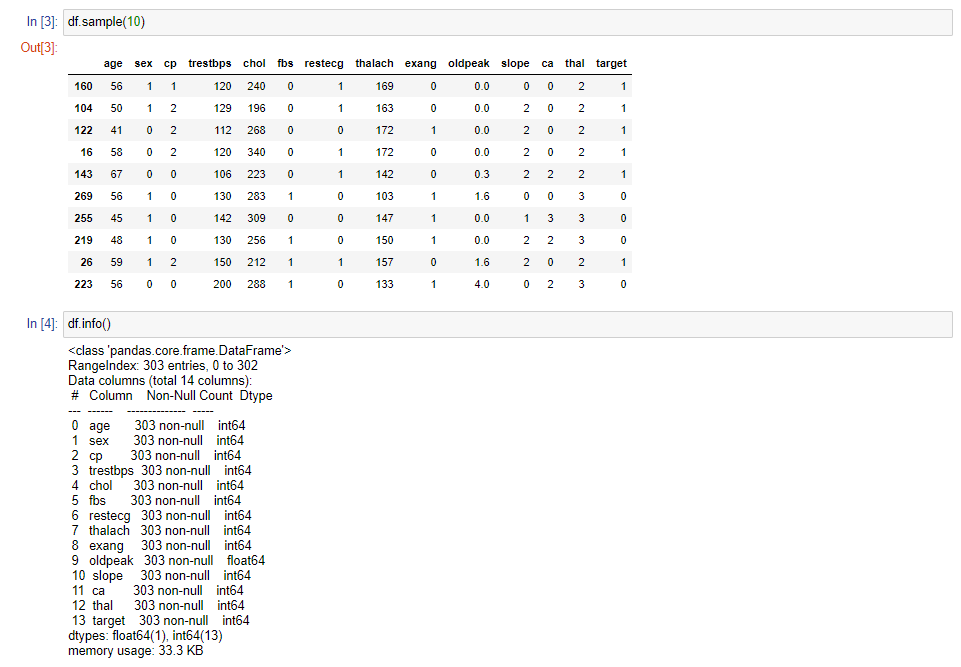 In [3]: df.sample(10)
Out[3]:
age sex cp trestbps chol fbs restecg thalach exang oldpeak slope ca thal target
160 56 1 1 120 240 0 1 169 0 0.0 0 0 2 1
104 50 1 2 129 196 0 1 163 0 0.0 2 0 2 1
122 41 0 2 112 268 0 0 172 1 0.0 2 0 2 1
16 58 0 2 120 340 0 1 172 0 0.0 2 0 2 1
143 67 0 0 106 223 0 1 142 0 0.3 2 2 2 1
269 56 1 0 130 283 1 0 103 1 1.6 0 0 3 0
255 45 1 0 142 309 0 0 147 1 0.0 1 3 3 0
219 48 1 0 130 256 1 0 150 1 0.0 2 2 3 0
26 59 1 2 150 212 1 1 157 0 1.6 2 0 2 1
223 56 0 0 200 288 1 0 133 1 4.0 0 2 3 0
In [4]: df.info()
<class 'pandas.core.frame.DataFrame'>
RangeIndex: 303 entries, 0 to 302
Data columns (total 14 columns):
# Column Non-Null Count Dtype
--- ------ -------------- -----
0 age 303 non-null int64
1 sex 303 non-null int64
2 cp 303 non-null int64
3 trestbps 303 non-null int64
4 chol 303 non-null int64
5 fbs 303 non-null int64
6 restecg 303 non-null int64
7 thalach 303 non-null int64
8 exang 303 non-null int64
9 oldpeak 303 non-null float64
10 slope 303 non-null int64
11 ca 303 non-null int64
12 thal 303 non-null int64
13 target 303 non-null int64
dtypes: float64(1), int64(13)
memory usage: 33.3 KB